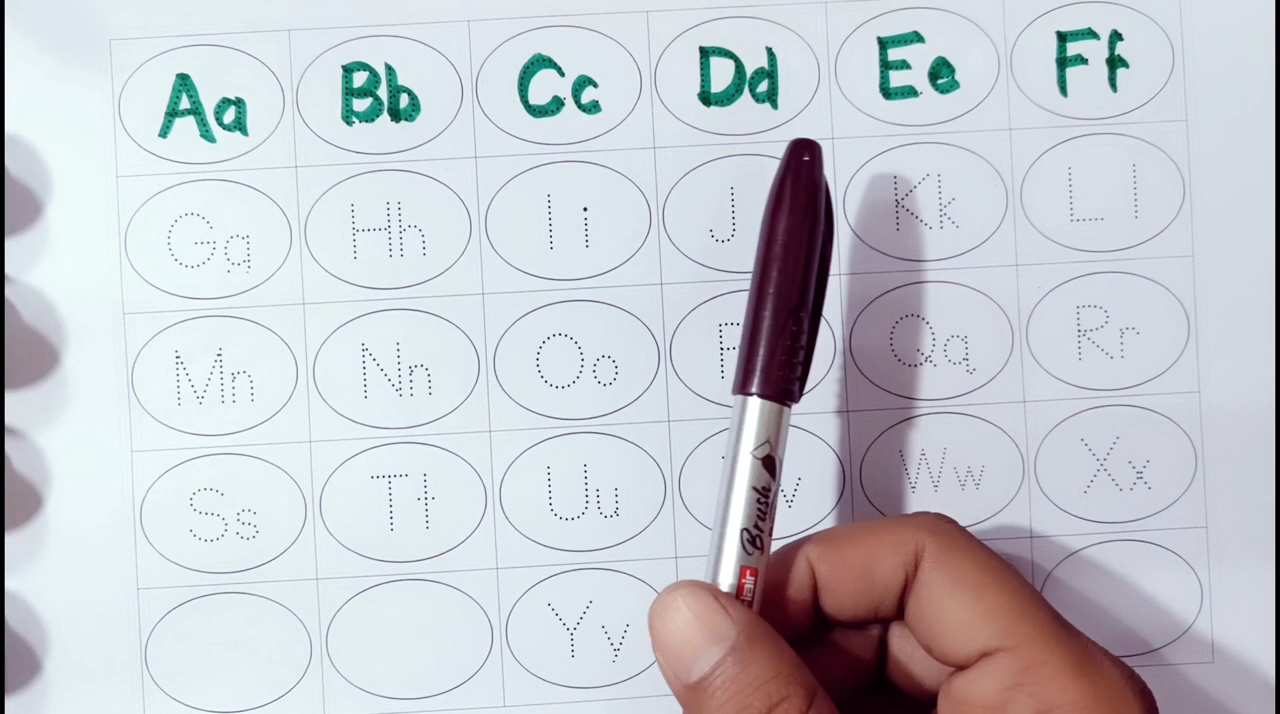 Aa Bb Cc Dd Ee Ff
Gg Hh Ii J Kk Ll
Mm Nn Oo Qq Rr
Ss Tt Uu v Ww Xx
Yy
Brush